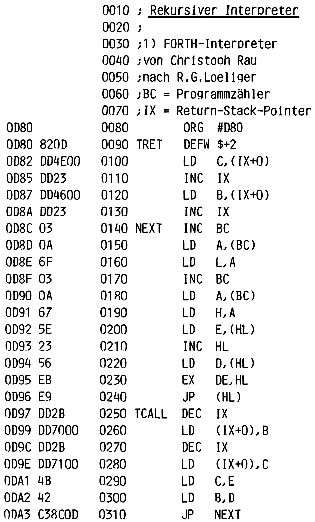 0010 ; Rekursiver Interpreter
0020 ;
0030 ;1) FORTH-Interpreter
0040 ;von Christoph Rau
0050 ;nach R.G.Loeliger
0060 ;BC = Programmzähler
0070 ;IX = Return-Stack-Pointer
0D80 0080 ORG #D80
0D80 820D 0090 TRET DEFW $+2
0D82 DD4E00 0100 LD C,(IX+0)
0D85 DD23 0110 INC IX
0D87 DD4600 0120 LD B,(IX+0)
0D8A DD23 0130 INC IX
0D8C 03 0140 NEXT INC BC
0D8D 0A 0150 LD A,(BC)
0D8E 6F 0160 LD L,A
0D8F 03 0170 INC BC
0D90 0A 0180 LD A,(BC)
0D91 67 0190 LD H,A
0D92 5E 0200 LD E,(HL)
0D93 23 0210 INC HL
0D94 56 0220 LD D,(HL)
0D95 EB 0230 EX DE,HL
0D96 E9 0240 JP (HL)
0D97 DD2B 0250 TCALL DEC IX
0D99 DD7000 0260 LD (IX+0),B
0D9C DD2B 0270 DEC IX
0D9E DD7100 0280 LD (IX+0),C
0DA1 4B 0290 LD C,E
0DA2 42 0300 LD B,D
0DA3 C38C0D 0310 JP NEXT